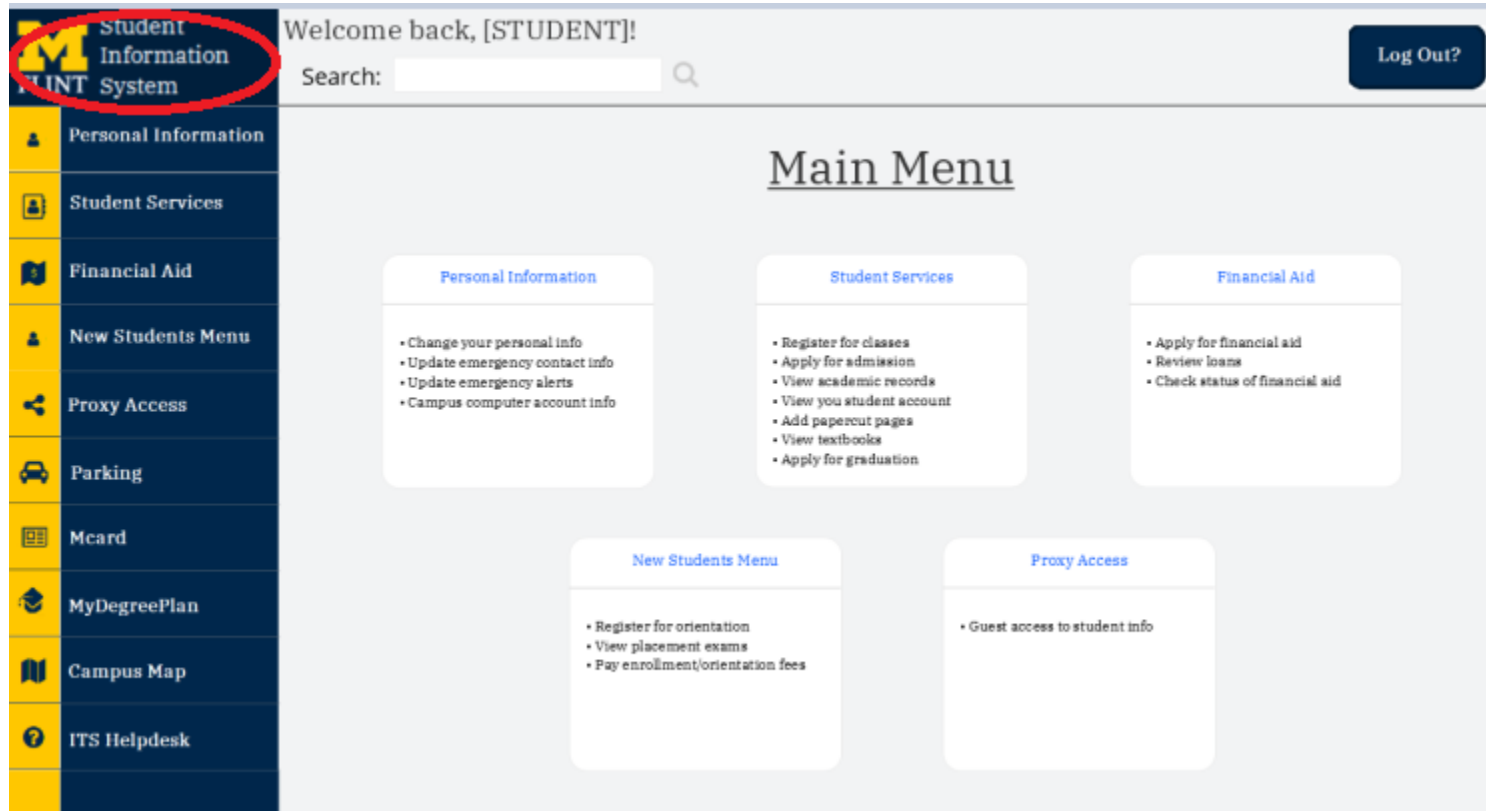 Student
Information
System
M
FLINT
Welcome back, [STUDENT]!
Search:
Log Out?
Personal Information
Student Services
Financial Aid
New Students Menu
Proxy Access
Parking
Mcard
MyDegreePlan
Campus Map
ITS Helpdesk
Main Menu
Personal Information
• Change your personal info
• Update emergency contact info
• Update emergency alerts
• Campus computer account info
Student Services
• Register for classes
• Apply for admission
• View academic records
• View you student account
• Add papercut pages
• View textbooks
• Apply for graduation
Financial Aid
• Apply for financial aid
• Review loans
• Check status of financial aid
New Students Menu
• Register for orientation
• View placement exams
• Pay enrollment/orientation fees
Proxy Access
• Guest access to student info